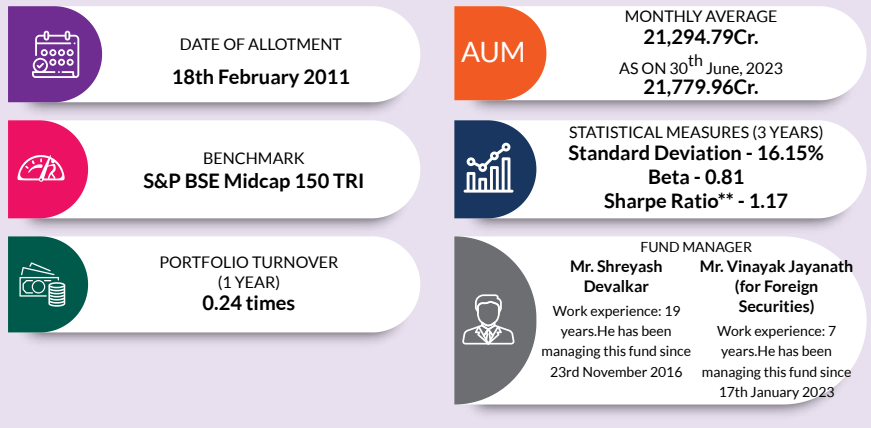 DATE OF ALLOTMENT
18th February 2011
AUM
MONTHLY AVERAGE
21,294.79Cr.
AS ON 30th June, 2023
21,779.96Cr.
BENCHMARK
S&P BSE Midcap 150 TRI
STATISTICAL MEASURES (3 YEARS)
Standard Deviation - 16.15%
Beta - 0.81
Sharpe Ratio** - 1.17
PORTFOLIO TURNOVER
(1 YEAR)
0.24 times
FUND MANAGER
Mr. Shreyash
Devalkar
Work experience: 19
years.He has been
managing this fund since
23rd November 2016
Mr. Vinayak Jayanath
(for Foreign
Securities)
Work experience: 7
years.He has been
managing this fund since
17th January 2023